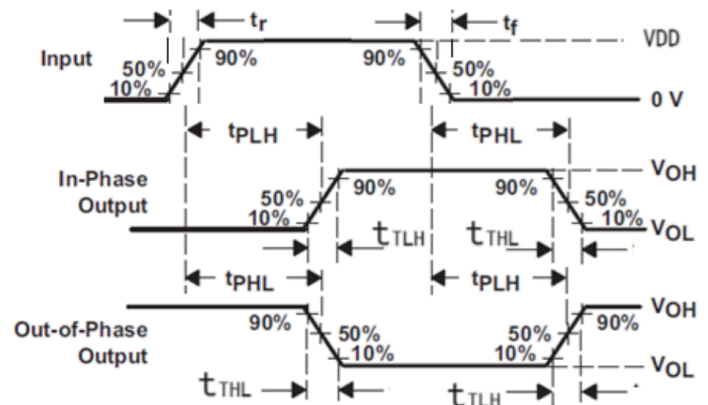 tr tf
VDD
Input 90% 90%
50% 50%
10% 10%
0 V
tPLH tPHL
In-Phase
Output
VOH
90% 90%
50% 50%
10% 10%
VOL
tTLH tTHL
tPHL tPLH
Out-of-Phase
Output
VOH
90% 90%
50% 50%
10% 10%
VOL
tTHL tTLH